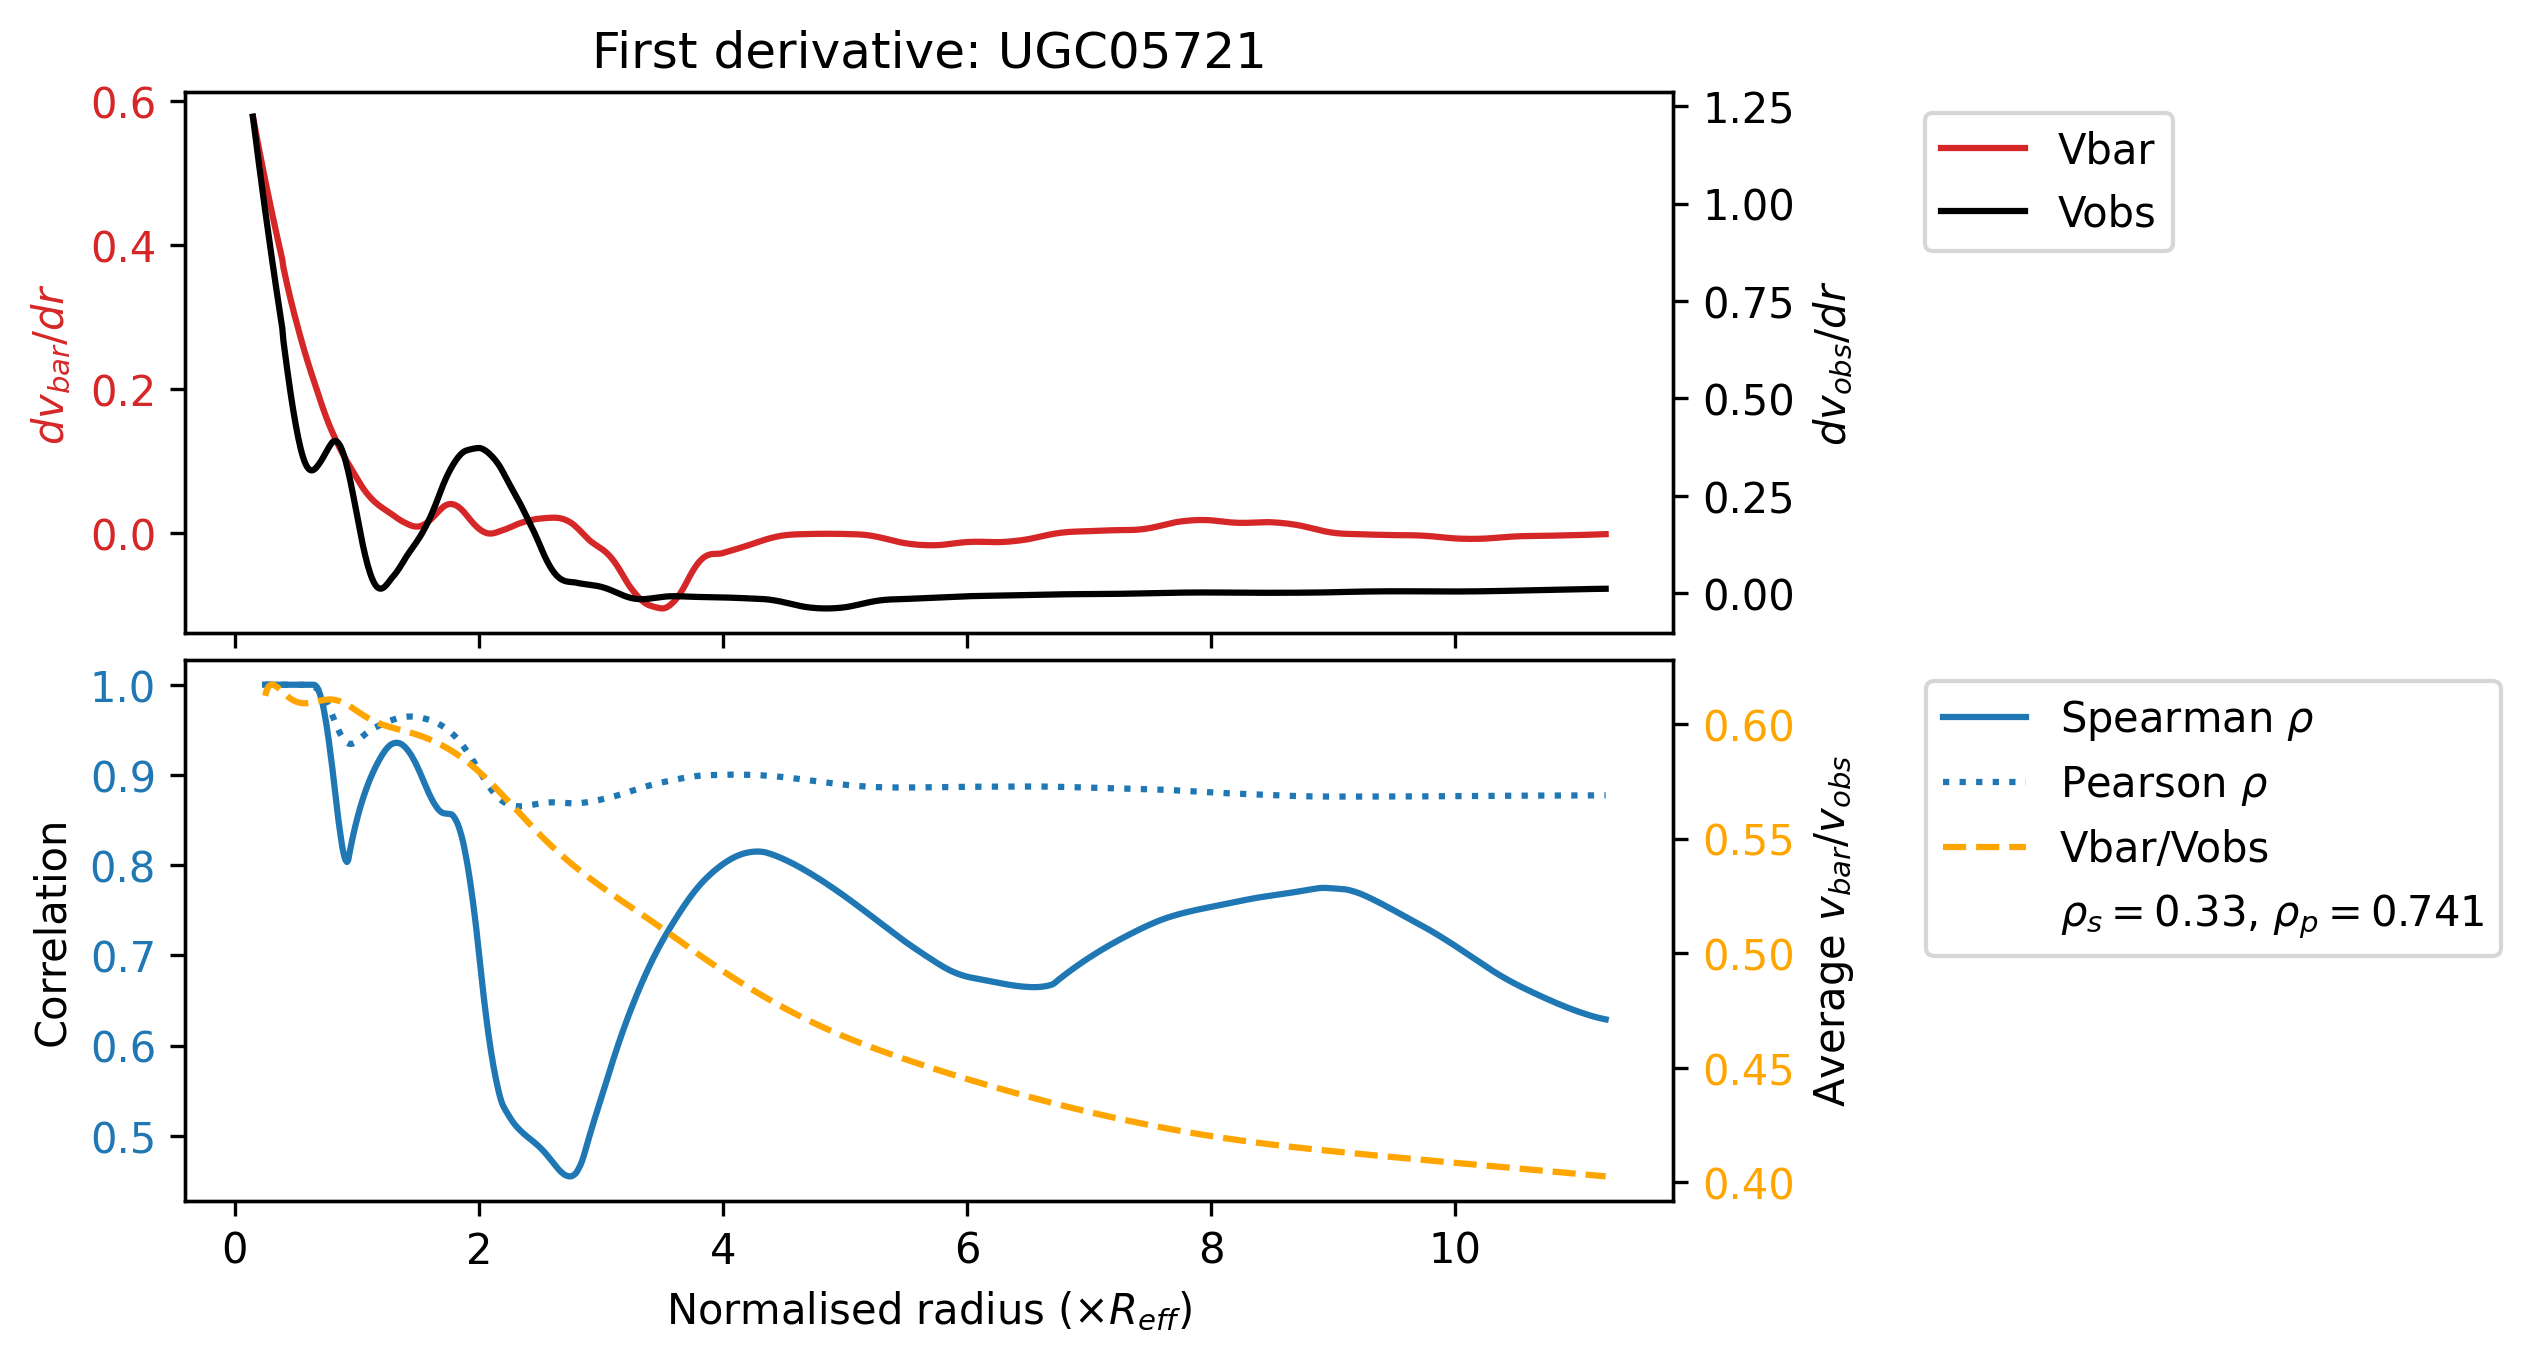 First derivative: UGC05721
0.6
0.4
0.2
0.0
dv_bar/dr
1.25
1.00
0.75
0.50
0.25
0.00
dv_obs/dr
Vbar
Vobs
1.0
0.9
0.8
0.7
0.6
0.5
Correlation
0.60
0.55
0.50
0.45
0.40
Average v_bar/v_obs
Spearman ρ
Pearson ρ
Vbar/Vobs
ρ_s = 0.33, ρ_p = 0.741
0 2 4 6 8 10
Normalised radius (×R_eff)